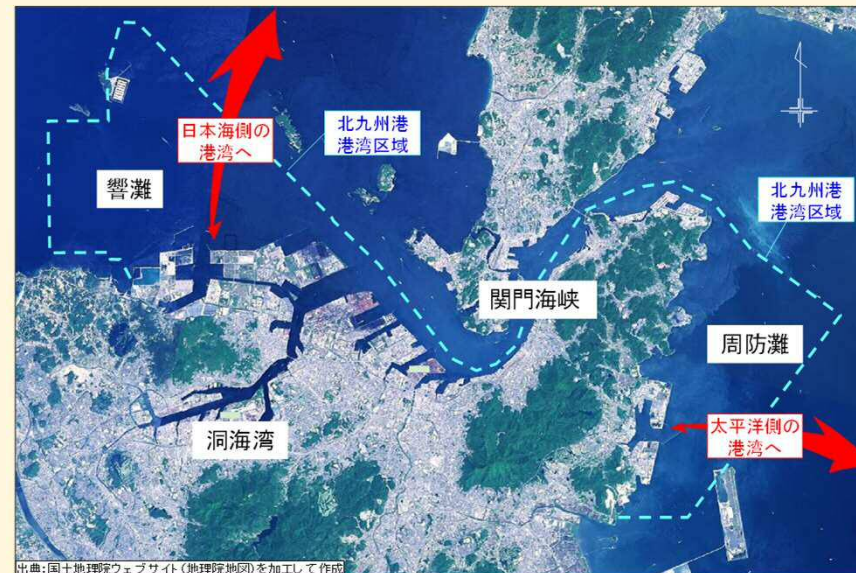 日本海側の
港湾へ
北九州港
港湾区域
響灘
北九州港
港湾区域
関門海峡
周防灘
太平洋側の
港湾へ
洞海湾
出典:国土地理院ウェブサイト(地理院地図)を加工して作成